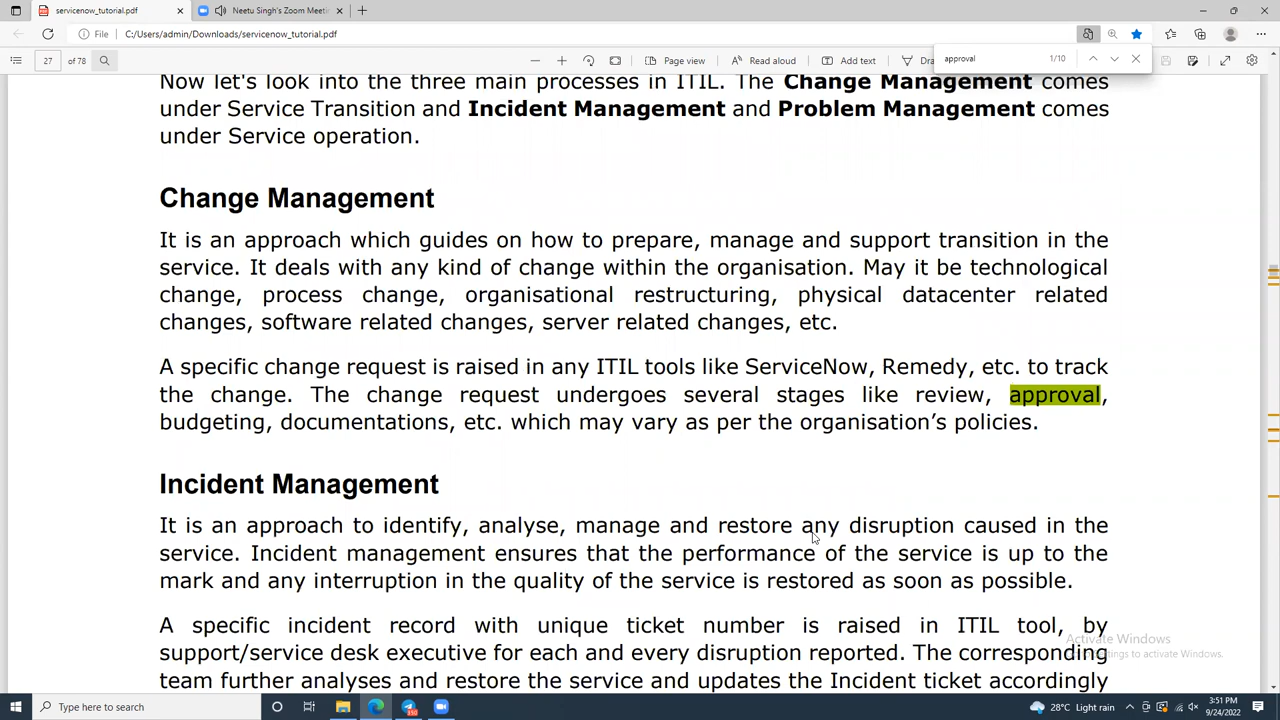 servicenow_tutorial.pdf
Neetu Singh's Zoom Meeti
File
C:/Users/admin/Downloads/servicenow_tutorial.pdf
27 of 78
Page view
Read aloud
Add text
Dra
approval
1/10
Now let's look into the three main processes in ITIL. The Change Management comes
under Service Transition and Incident Management and Problem Management comes
under Service operation.
Change Management
It is an approach which guides on how to prepare, manage and support transition in the
service. It deals with any kind of change within the organisation. May it be technological
change, process change, organisational restructuring, physical datacenter related
changes, software related changes, server related changes, etc.
A specific change request is raised in any ITIL tools like ServiceNow, Remedy, etc. to track
the change. The change request undergoes several stages like review, approval,
budgeting, documentations, etc. which may vary as per the organisation's policies.
Incident Management
It is an approach to identify, analyse, manage and restore any disruption caused in the
service. Incident management ensures that the performance of the service is up to the
mark and any interruption in the quality of the service is restored as soon as possible.
A specific incident record with unique ticket number is raised in ITIL tool, by
support/service desk executive for each and every disruption reported. The corresponding
team further analyses and restore the service and updates the Incident ticket accordingly
Activate Windows
settings to activate Windows.
Type here to search
28°C Light rain
3:51 PM
9/24/2022